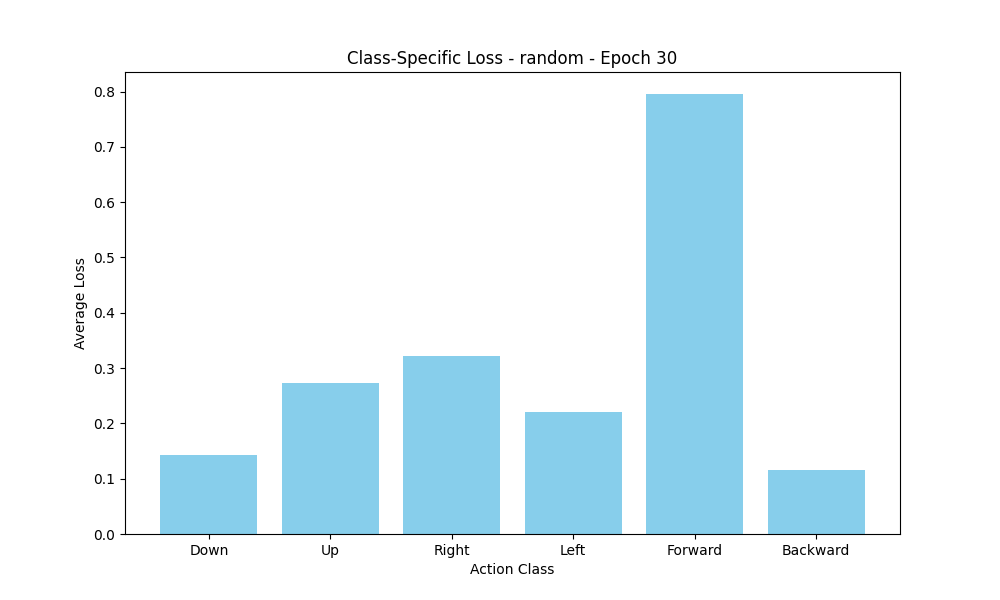 Class-Specific Loss - random - Epoch 30
Average Loss
0.8
0.7
0.6
0.5
0.4
0.3
0.2
0.1
0.0
Down Up Right Left Forward Backward
Action Class